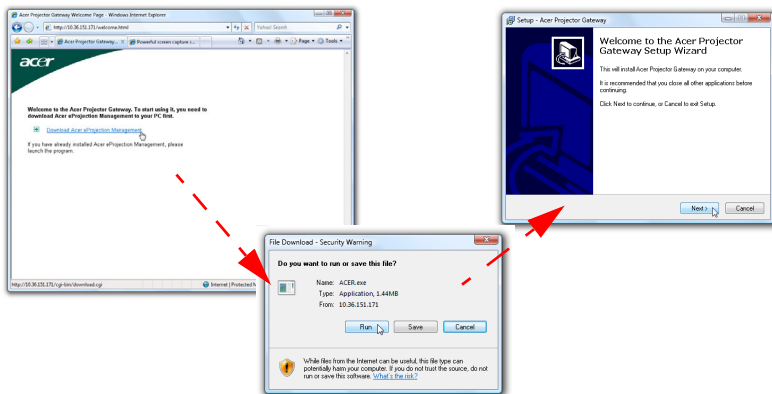 Acer Projector Gateway Welcome Page - Windows Internet Explorer
http://10.36.151.171/welcome.html
Yahoo! Search
Acer Projector Gateway...
Powerful screen capture t...
Page
Tools
acer
Welcome to the Acer Projector Gateway. To start using it, you need to
download Acer eProjection Management to your PC first.
Download Acer eProjection Management
If you have already installed Acer eProjection Management, please
launch the program.
http://10.36.151.171/cgi-bin/download.cgi
Internet | Protected M
File Download - Security Warning
Do you want to run or save this file?
Name: ACER.exe
Type: Application, 1.44MB
From: 10.36.151.171
Run
Save
Cancel
While files from the Internet can be useful, this file type can
potentially harm your computer. If you do not trust the source, do not
run or save this software. What's the risk?
Setup - Acer Projector Gateway
Welcome to the Acer Projector
Gateway Setup Wizard
This will install Acer Projector Gateway on your computer.
It is recommended that you close all other applications before
continuing.
Click Next to continue, or Cancel to exit Setup.
Next >
Cancel